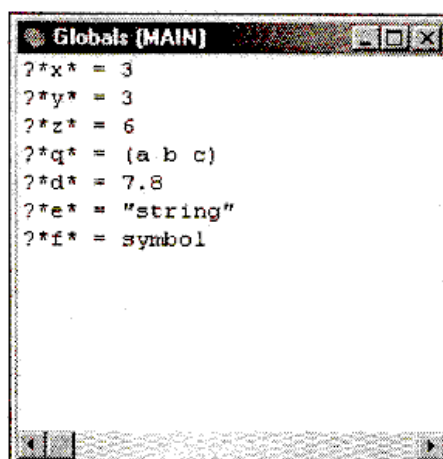 Globals (MAIN)
?*x* = 3
?*y* = 3
?*z* = 6
?*q* = (a b c)
?*d* = 7.8
?*e* = "string"
?*f* = symbol